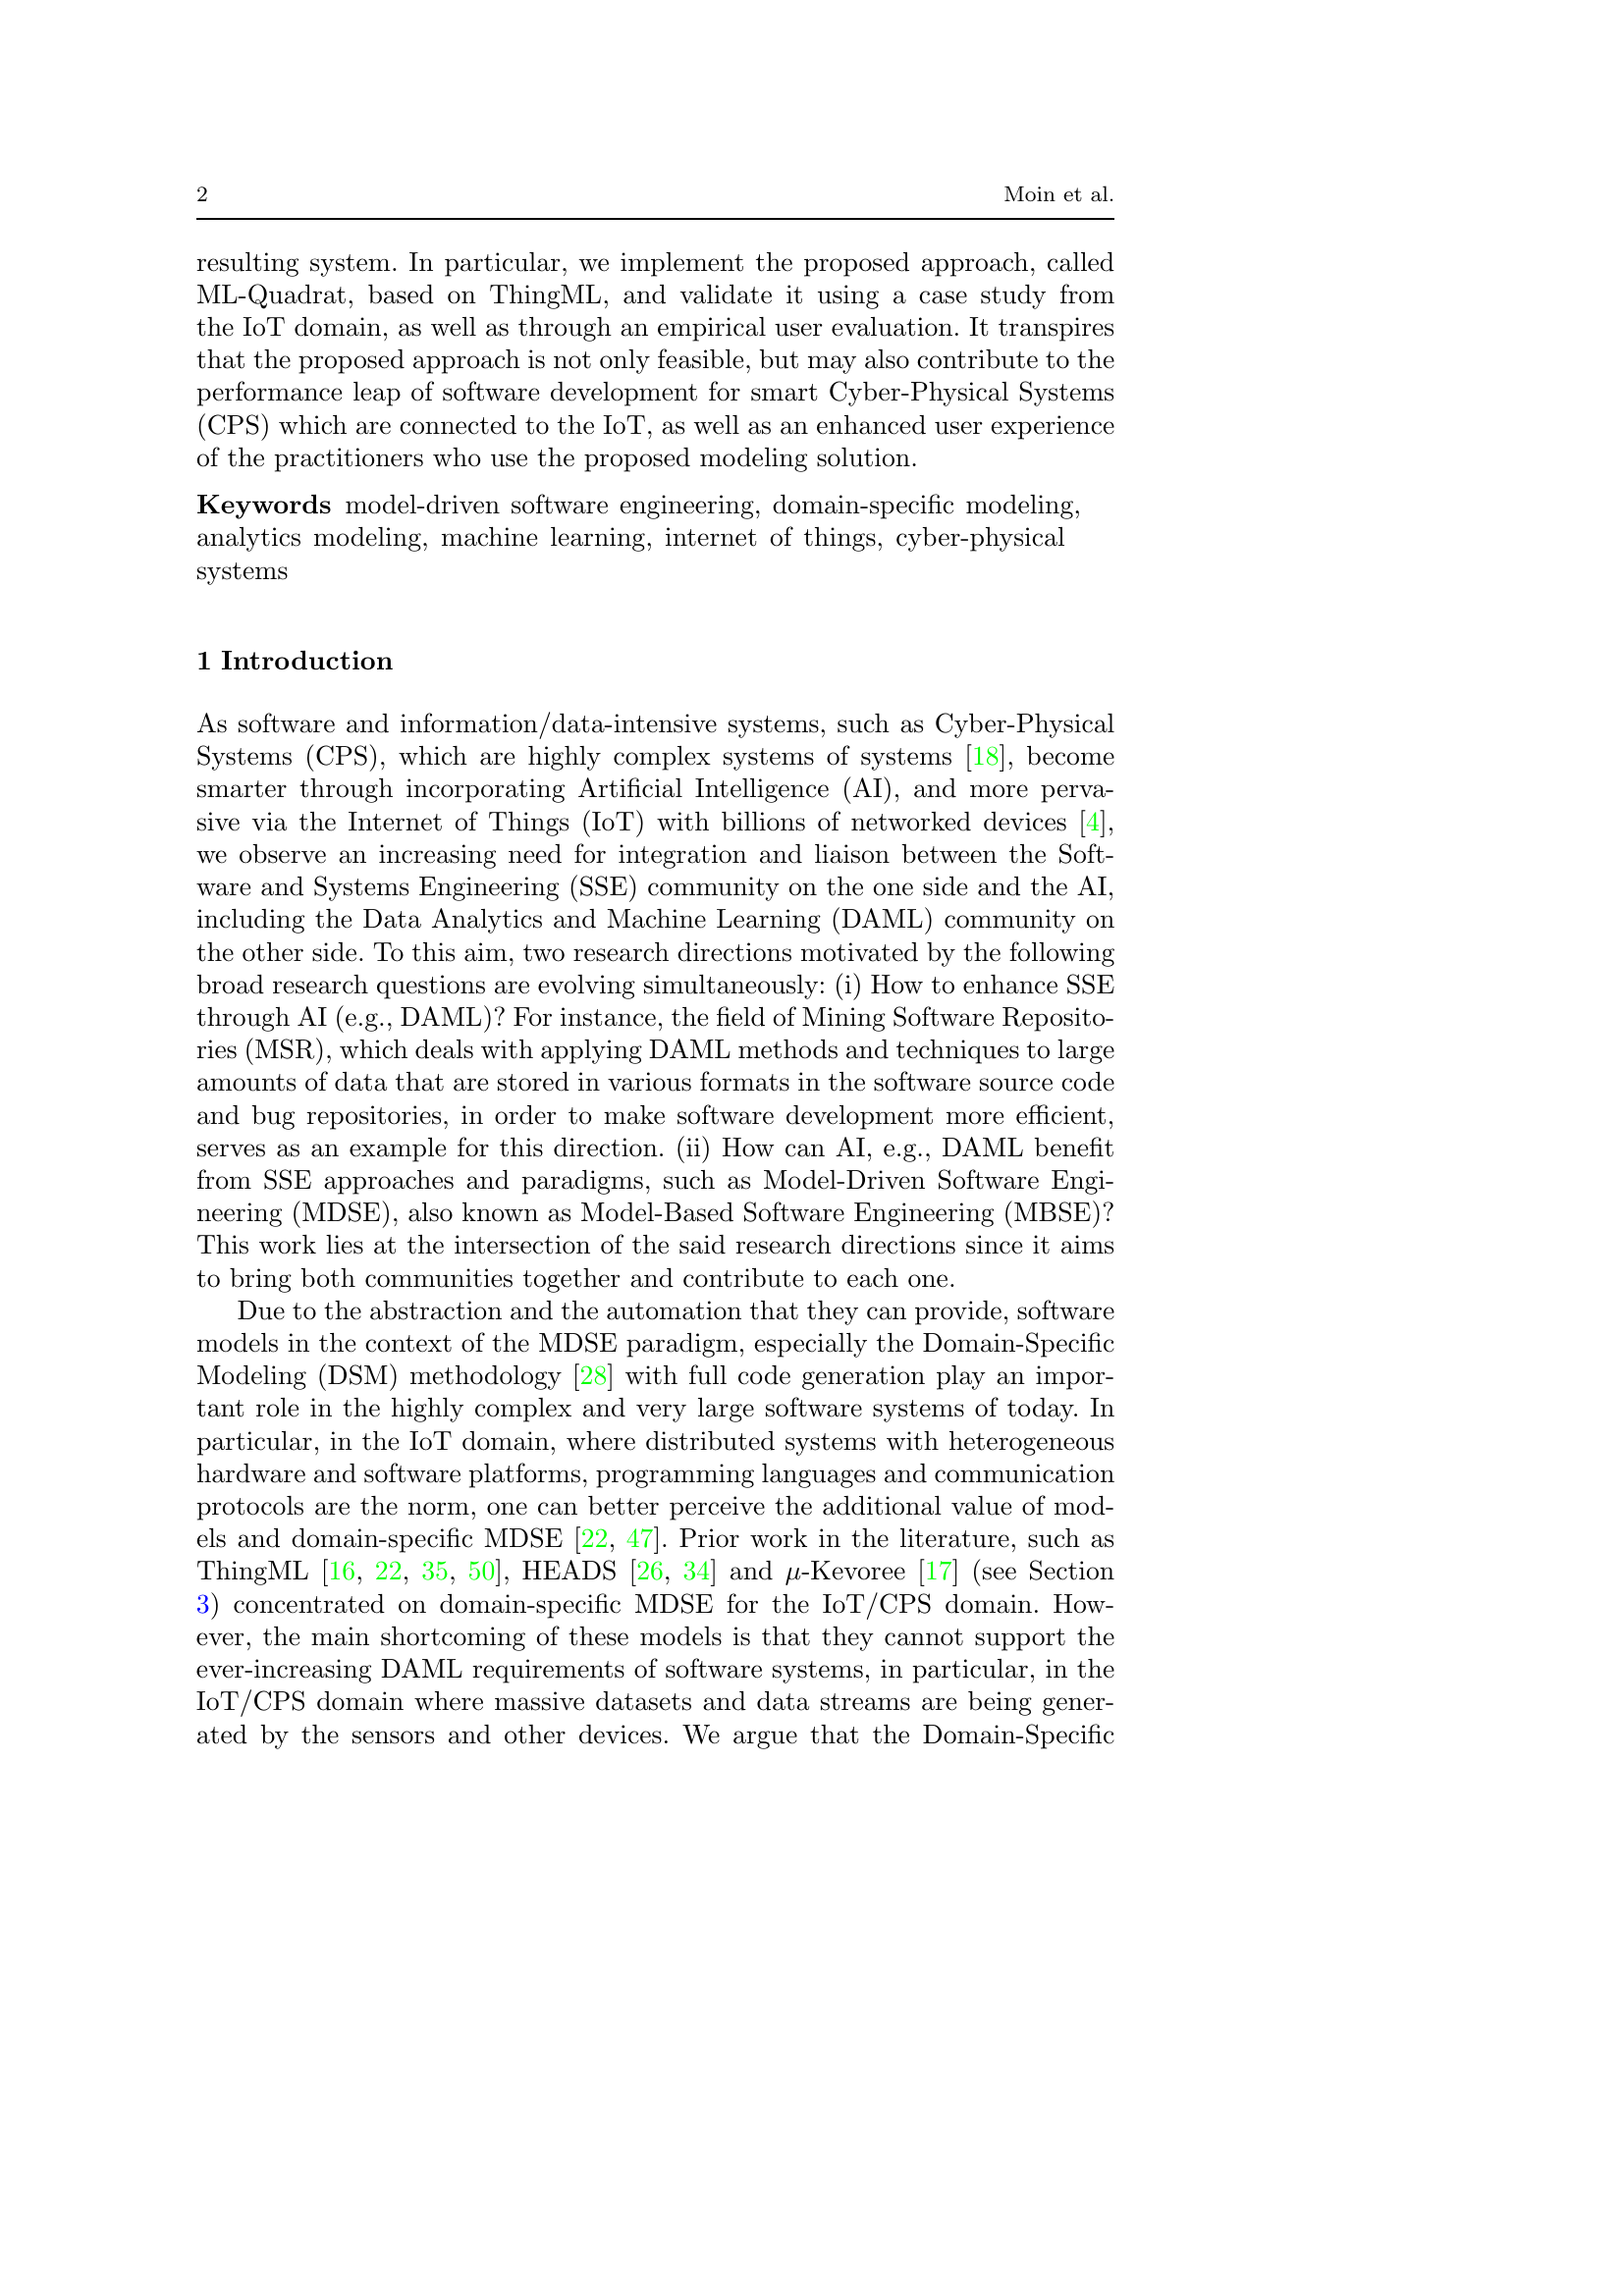 2 Moin et al.
resulting system. In particular, we implement the proposed approach, called
ML-Quadrat, based on ThingML, and validate it using a case study from
the IoT domain, as well as through an empirical user evaluation. It transpires
that the proposed approach is not only feasible, but may also contribute to the
performance leap of software development for smart Cyber-Physical Systems
(CPS) which are connected to the IoT, as well as an enhanced user experience
of the practitioners who use the proposed modeling solution.
Keywords model-driven software engineering, domain-specific modeling,
analytics modeling, machine learning, internet of things, cyber-physical
systems
1 Introduction
As software and information/data-intensive systems, such as Cyber-Physical
Systems (CPS), which are highly complex systems of systems [18], become
smarter through incorporating Artificial Intelligence (AI), and more perva-
sive via the Internet of Things (IoT) with billions of networked devices [4],
we observe an increasing need for integration and liaison between the Soft-
ware and Systems Engineering (SSE) community on the one side and the AI,
including the Data Analytics and Machine Learning (DAML) community on
the other side. To this aim, two research directions motivated by the following
broad research questions are evolving simultaneously: (i) How to enhance SSE
through AI (e.g., DAML)? For instance, the field of Mining Software Reposito-
ries (MSR), which deals with applying DAML methods and techniques to large
amounts of data that are stored in various formats in the software source code
and bug repositories, in order to make software development more efficient,
serves as an example for this direction. (ii) How can AI, e.g., DAML benefit
from SSE approaches and paradigms, such as Model-Driven Software Engi-
neering (MDSE), also known as Model-Based Software Engineering (MBSE)?
This work lies at the intersection of the said research directions since it aims
to bring both communities together and contribute to each one.
Due to the abstraction and the automation that they can provide, software
models in the context of the MDSE paradigm, especially the Domain-Specific
Modeling (DSM) methodology [28] with full code generation play an impor-
tant role in the highly complex and very large software systems of today. In
particular, in the IoT domain, where distributed systems with heterogeneous
hardware and software platforms, programming languages and communication
protocols are the norm, one can better perceive the additional value of mod-
els and domain-specific MDSE [22, 47]. Prior work in the literature, such as
ThingML [16, 22, 35, 50], HEADS [26, 34] and μ-Kevoree [17] (see Section
3) concentrated on domain-specific MDSE for the IoT/CPS domain. How-
ever, the main shortcoming of these models is that they cannot support the
ever-increasing DAML requirements of software systems, in particular, in the
IoT/CPS domain where massive datasets and data streams are being gener-
ated by the sensors and other devices. We argue that the Domain-Specific